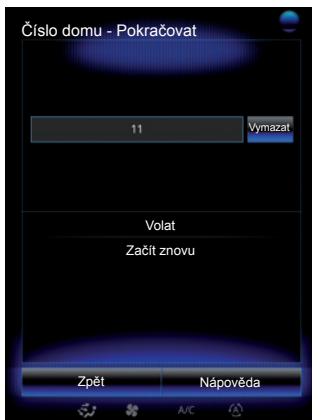 Číslo domu - Pokračovat
11
Vymazat
Volat
Začít znovu
Zpět
Nápověda
A/C
A